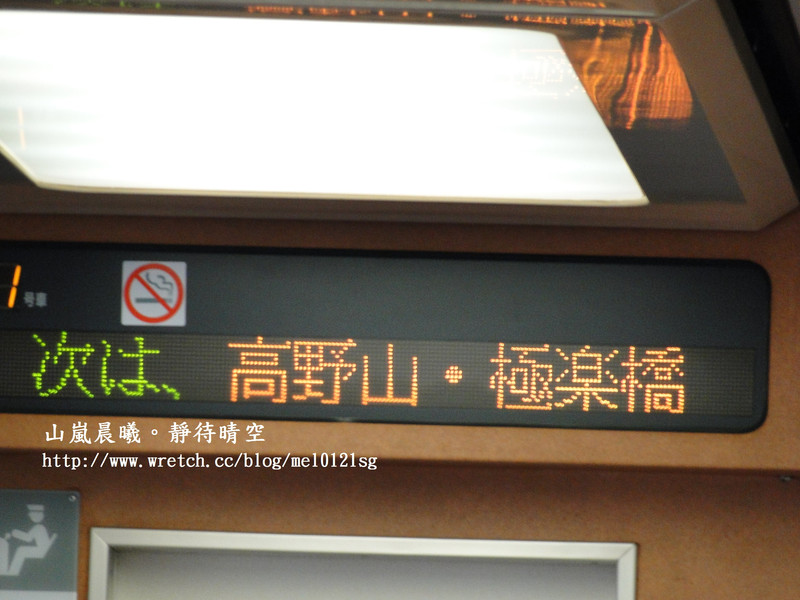 1 号車
次は、高野山・極楽橋
山嵐晨曦。靜待晴空
http://www.wretch.cc/blog/mel0121sg